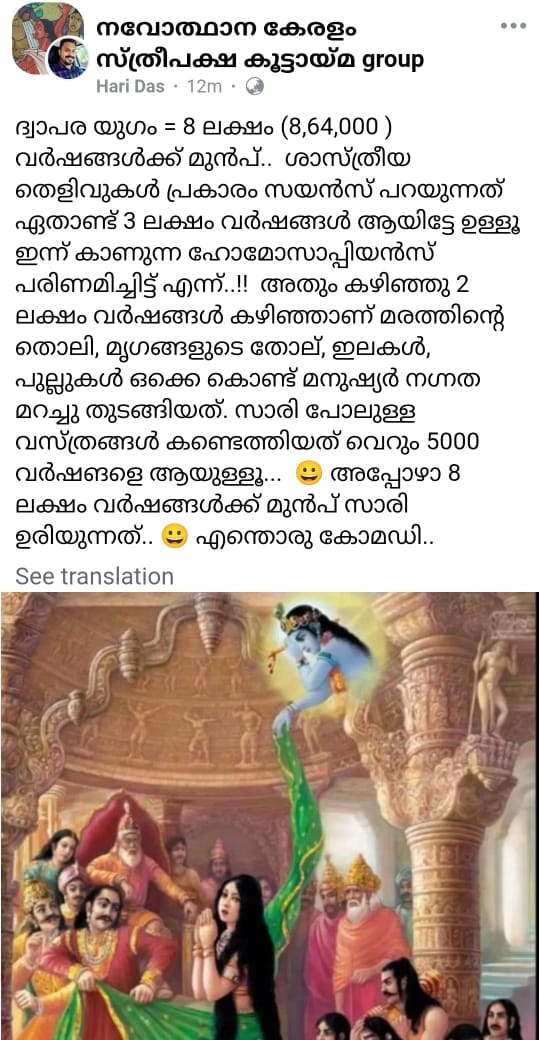 നവോത്ഥാന കേരളം
സ്ത്രീപക്ഷ കൂട്ടായ്മ group
Hari Das · 12m ·
ദ്വാപര യുഗം = 8 ലക്ഷം (8,64,000 )
വർഷങ്ങൾക്ക് മുൻപ്.. ശാസ്ത്രീയ
തെളിവുകൾ പ്രകാരം സയൻസ് പറയുന്നത്
ഏതാണ്ട് 3 ലക്ഷം വർഷങ്ങൾ ആയിട്ടേ ഉള്ളൂ
ഇന്ന് കാണുന്ന ഹോമോസാപ്പിയൻസ്
പരിണമിച്ചിട്ട് എന്ന്..!! അതും കഴിഞ്ഞു 2
ലക്ഷം വർഷങ്ങൾ കഴിഞ്ഞാണ് മരത്തിന്റെ
തൊലി, മൃഗങ്ങളുടെ തോല്, ഇലകൾ,
പുല്ലുകൾ ഒക്കെ കൊണ്ട് മനുഷ്യർ നഗ്നത
മറച്ചു തുടങ്ങിയത്. സാരി പോലുള്ള
വസ്ത്രങ്ങൾ കണ്ടെത്തിയത് വെറും 5000
വർഷങളെ ആയുള്ളൂ... 😀 അപ്പോഴാ 8
ലക്ഷം വർഷങ്ങൾക്ക് മുൻപ് സാരി
ഉരിയുന്നത്.. 😀 എന്തൊരു കോമഡി..
See translation